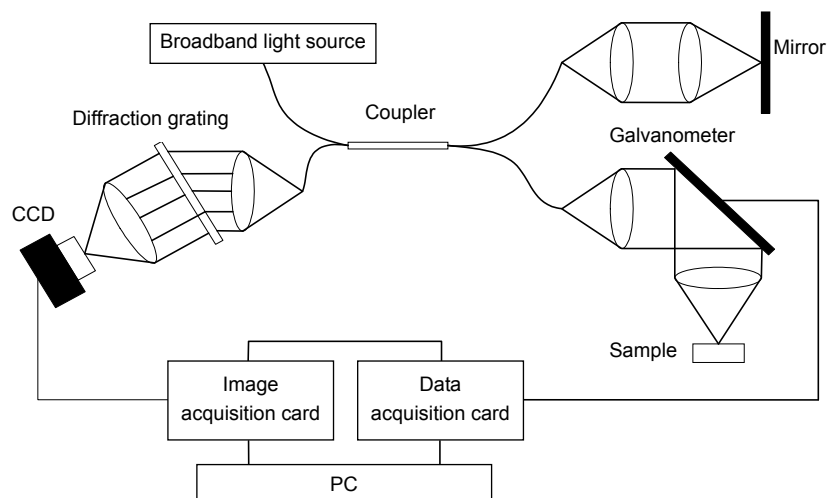 Broadband light source
Mirror
Coupler
Diffraction grating
Galvanometer
CCD
Sample
Image
acquisition card
Data
acquisition card
PC